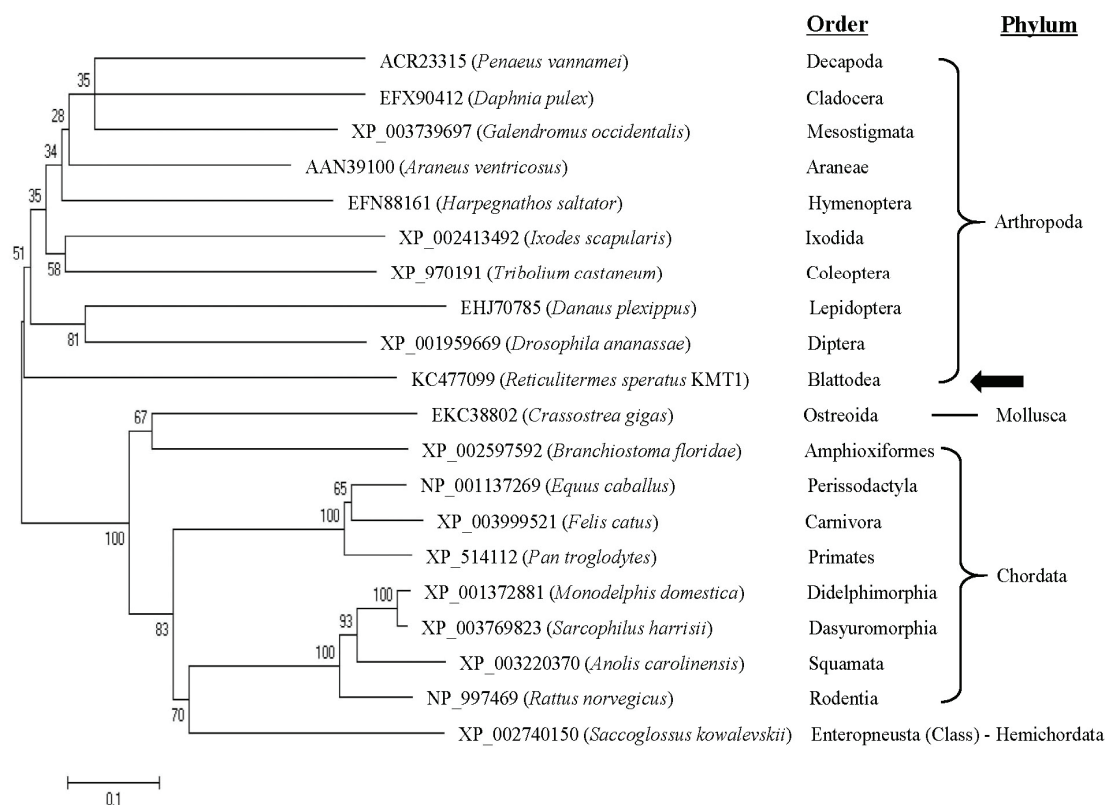 Order Phylum
35 ACR23315 (Penaeus vannamei) Decapoda
EFX90412 (Daphnia pulex) Cladocera
28 XP_003739697 (Galendromus occidentalis) Mesostigmata
34 AAN39100 (Araneus ventricosus) Araneae
35 EFN88161 (Harpegnathos saltator) Hymenoptera
Arthropoda
51 XP_002413492 (Ixodes scapularis) Ixodida
58 XP_970191 (Tribolium castaneum) Coleoptera
EHJ70785 (Danaus plexippus) Lepidoptera
81 XP_001959669 (Drosophila ananassae) Diptera
KC477099 (Reticulitermes speratus KMT1) Blattodea
67 EKC38802 (Crassostrea gigas) Ostreoida Mollusca
XP_002597592 (Branchiostoma floridae) Amphioxiformes
65 NP_001137269 (Equus caballus) Perissodactyla
100 100 XP_003999521 (Felis catus) Carnivora
XP_514112 (Pan troglodytes) Primates
Chordata
100 XP_001372881 (Monodelphis domestica) Didelphimorphia
83 93 XP_003769823 (Sarcophilus harrisii) Dasyuromorphia
100 XP_003220370 (Anolis carolinensis) Squamata
NP_997469 (Rattus norvegicus) Rodentia
70 XP_002740150 (Saccoglossus kowalevskii) Enteropneusta (Class) - Hemichordata
0.1